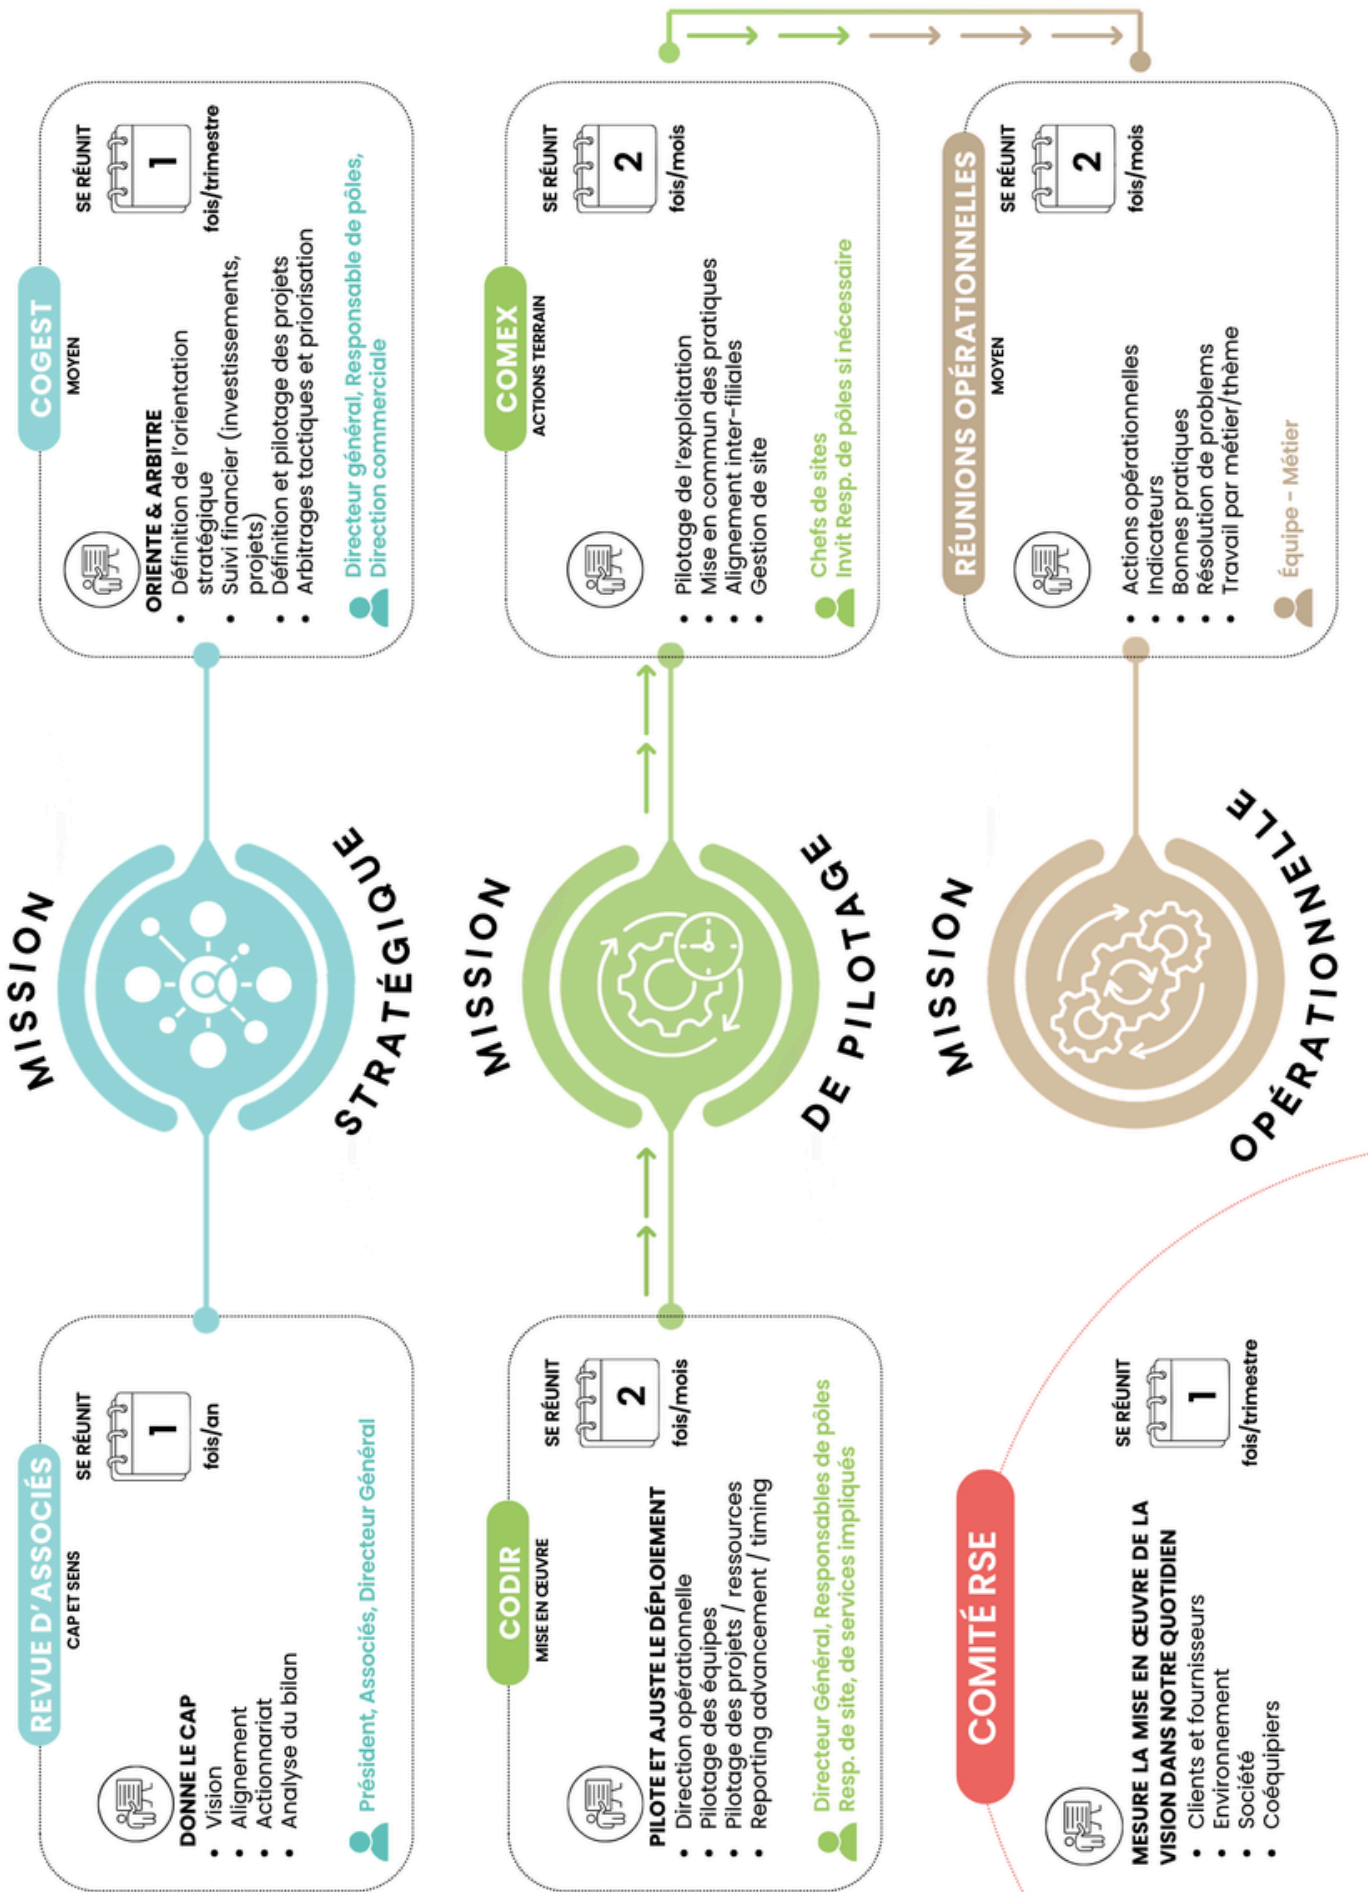 REVUE D'ASSOCIÉS
CAP ET SENS
SE RÉUNIT
1
fois/an
DONNE LE CAP
• Vision
• Alignement
• Actionnariat
• Analyse du bilan
Président, Associés, Directeur Général
MISSION
STRATÉGIQUE
COGEST
MOYEN
SE RÉUNIT
1
fois/trimestre
ORIENTE & ARBITRE
• Définition de l'orientation
stratégique
• Suivi financier (investissements,
projets)
• Définition et pilotage des projets
• Arbitrages tactiques et priorisation
Directeur général, Responsable de pôles,
Direction commerciale
CODIR
MISE EN ŒUVRE
SE RÉUNIT
2
fois/mois
PILOTE ET AJUSTE LE DÉPLOIEMENT
• Direction opérationnelle
• Pilotage des équipes
• Pilotage des projets / ressources
• Reporting advancement / timing
Directeur Général, Responsables de pôles
Resp. de site, de services impliqués
MISSION
DE PILOTAGE
COMEX
ACTIONS TERRAIN
SE RÉUNIT
2
fois/mois
• Pilotage de l'exploitation
• Mise en commun des pratiques
• Alignement inter-filiales
• Gestion de site
Chefs de sites
Invit Resp. de pôles si nécessaire
COMITÉ RSE
SE RÉUNIT
1
fois/trimestre
MESURE LA MISE EN ŒUVRE DE LA
VISION DANS NOTRE QUOTIDIEN
• Clients et fournisseurs
• Environnement
• Société
• Coéquipiers
MISSION
OPÉRATIONNELLE
RÉUNIONS OPÉRATIONNELLES
MOYEN
SE RÉUNIT
2
fois/mois
• Actions opérationnelles
• Indicateurs
• Bonnes pratiques
• Résolution de problems
• Travail par métier/thème
Équipe - Métier